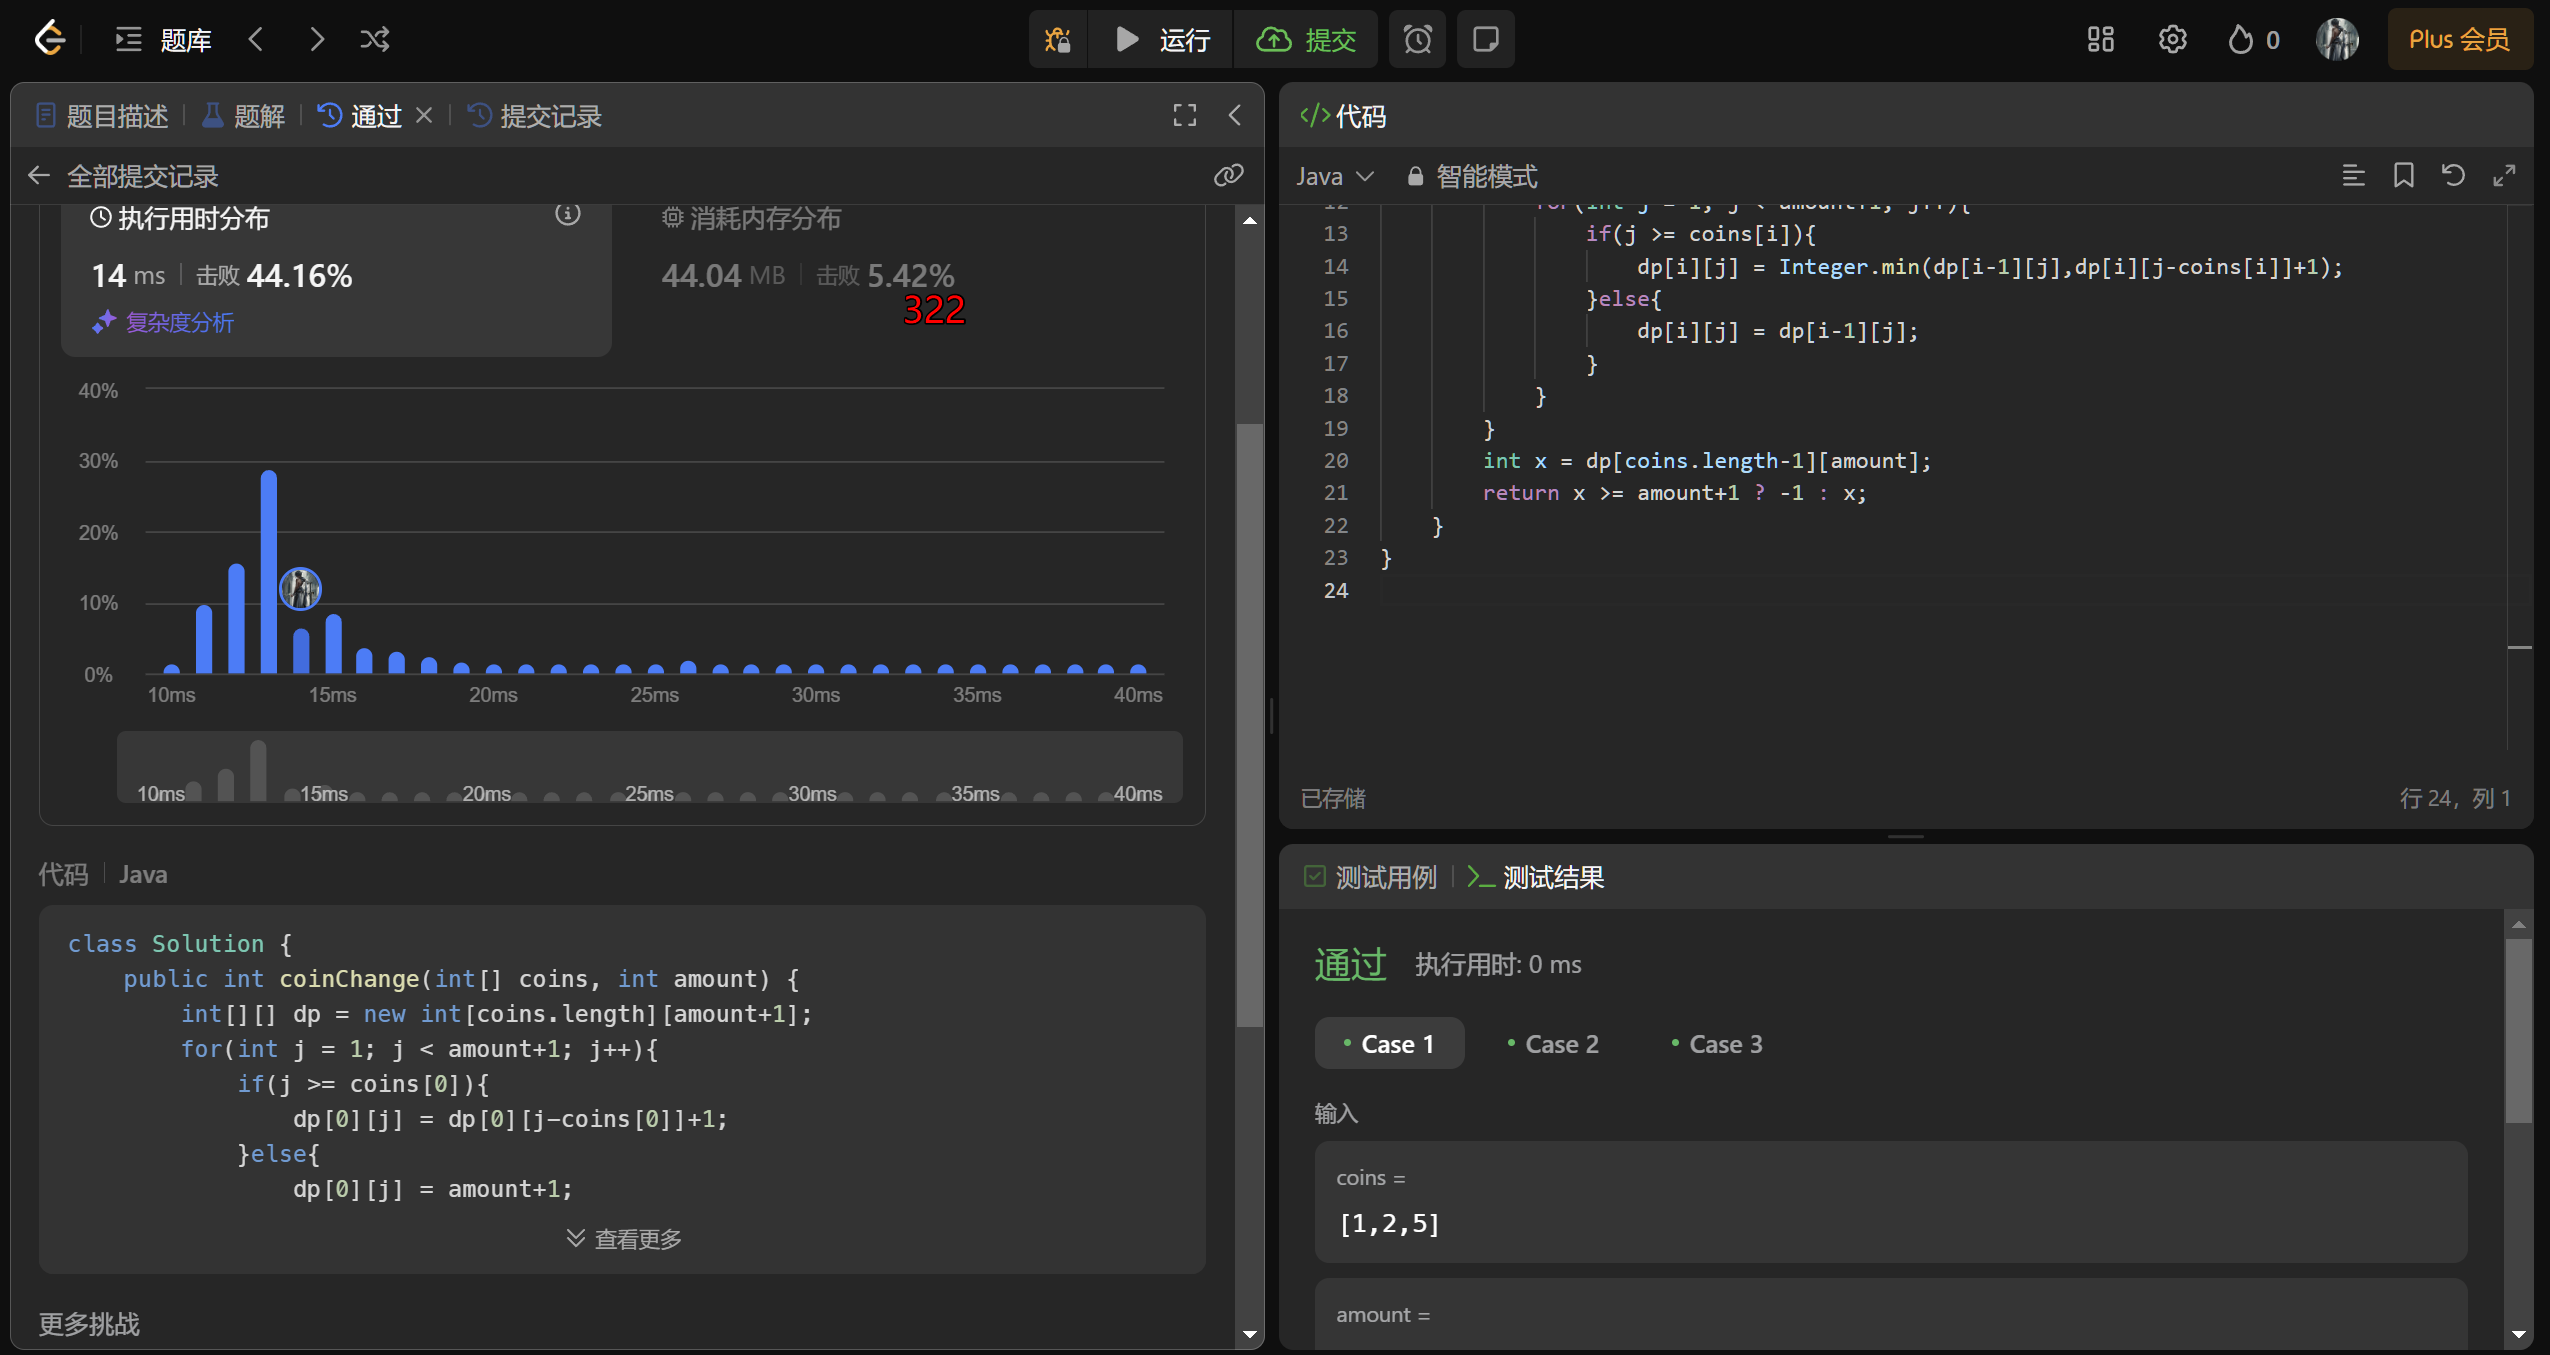 题库
运行
提交
0
Plus 会员
题目描述
题解
通过
提交记录
全部提交记录
执行用时分布
14 ms 击败 44.16%
复杂度分析
消耗内存分布
44.04 MB 击败 5.42%
322
40%
30%
20%
10%
0%
10ms 15ms 20ms 25ms 30ms 35ms 40ms
10ms 15ms 20ms 25ms 30ms 35ms 40ms
代码 Java
class Solution {
    public int coinChange(int[] coins, int amount) {
        int[][] dp = new int[coins.length][amount+1];
        for(int j = 1; j < amount+1; j++){
            if(j >= coins[0]){
                dp[0][j] = dp[0][j-coins[0]]+1;
            }else{
                dp[0][j] = amount+1;
查看更多
更多挑战
</>代码
Java 智能模式
12 for(int j = 1; j < amount+1; j++){
13 if(j >= coins[i]){
14 dp[i][j] = Integer.min(dp[i-1][j],dp[i][j-coins[i]]+1);
15 }else{
16 dp[i][j] = dp[i-1][j];
17 }
18 }
19 }
20 int x = dp[coins.length-1][amount];
21 return x >= amount+1 ? -1 : x;
22 }
23 }
24
已存储
行 24, 列 1
测试用例
测试结果
通过 执行用时: 0 ms
Case 1
Case 2
Case 3
输入
coins =
[1,2,5]
amount =